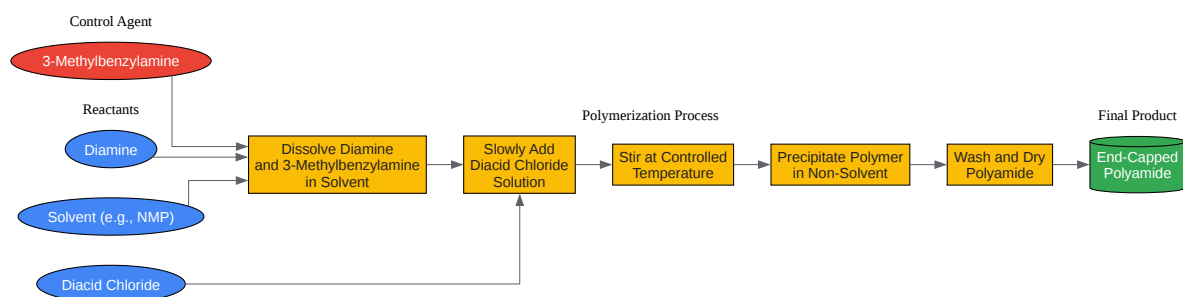 Control Agent
3-Methylbenzylamine
Reactants
Diamine
Solvent (e.g., NMP)
Diacid Chloride
Polymerization Process
Dissolve Diamine
and 3-Methylbenzylamine
in Solvent
Slowly Add
Diacid Chloride
Solution
Stir at Controlled
Temperature
Precipitate Polymer
in Non-Solvent
Wash and Dry
Polyamide
Final Product
End-Capped
Polyamide